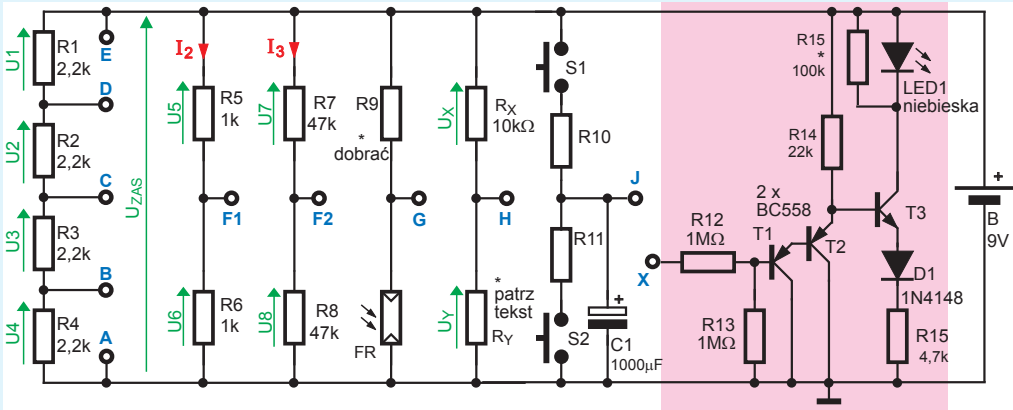 U1
R1
2,2k
E
D
U2
R2
2,2k
C
U3
R3
2,2k
B
U4
R4
2,2k
A
UZAS
I2
U5
R5
1k
F1
U6
R6
1k
I3
U7
R7
47k
F2
U8
R8
47k
R9
*
dobrać
G
FR
UX
RX
10kΩ
H
*
patrz
tekst
UY
RY
S1
R10
J
R11
S2
C1
1000µF
+
X
R12
1MΩ
R13
1MΩ
2 x
BC558
T1
T2
R14
22k
R15
*
100k
LED1
niebieska
T3
D1
1N4148
R15
4,7k
+
B
9V